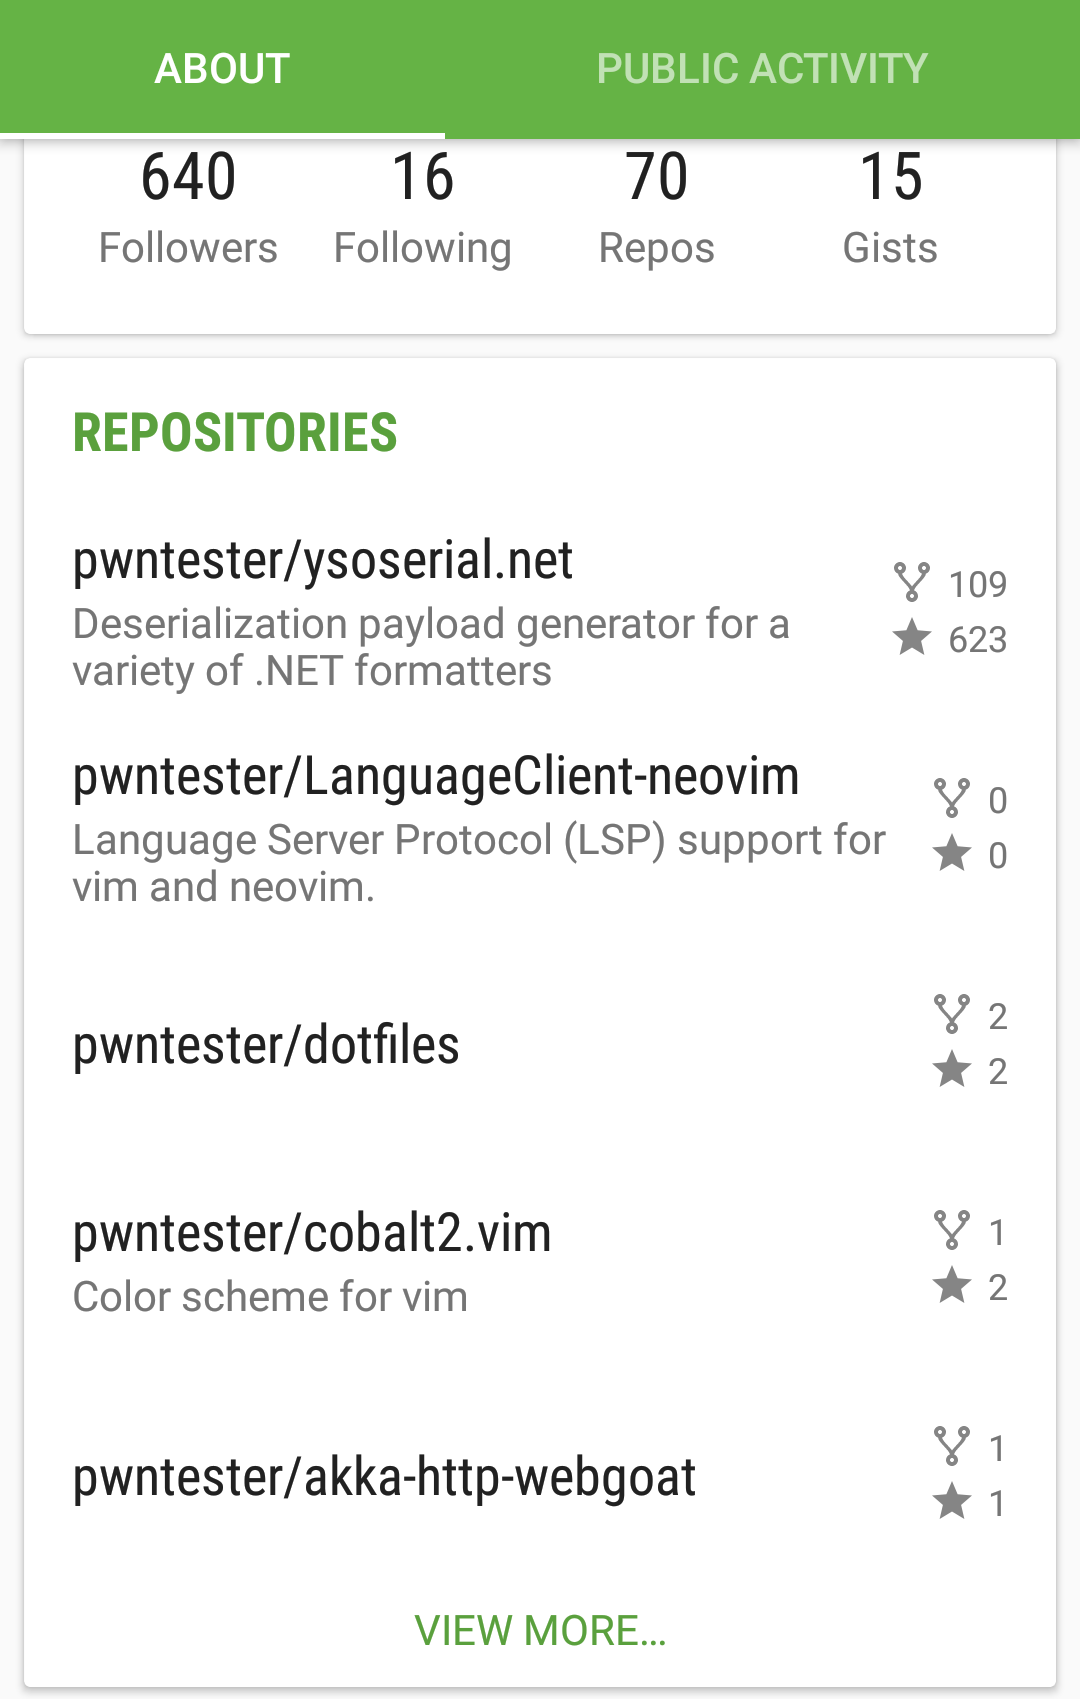 ABOUT PUBLIC ACTIVITY
640 16 70 15
Followers Following Repos Gists
REPOSITORIES
pwntester/ysoserial.net
109
Deserialization payload generator for a
623
variety of .NET formatters
pwntester/LanguageClient-neovim
0
Language Server Protocol (LSP) support for
0
vim and neovim.
2
pwntester/dotfiles
2
pwntester/cobalt2.vim
1
Color scheme for vim
2
1
pwntester/akka-http-webgoat
1
VIEW MORE...